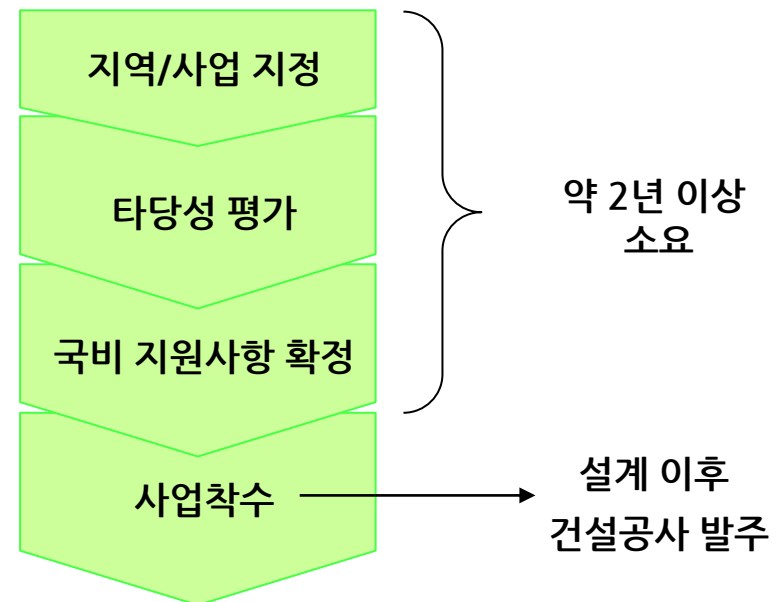 지역/사업 지정
타당성 평가
약 2년 이상
소요
국비 지원사항 확정
사업착수
설계 이후
건설공사 발주